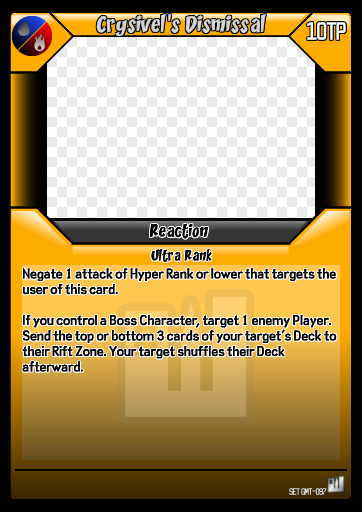 Crysivel's Dismissal
10TP
Reaction
Ultra Rank
Negate 1 attack of Hyper Rank or lower that targets the
user of this card.
If you control a Boss Character, target 1 enemy Player.
Send the top or bottom 3 cards of your target's Deck to
their Rift Zone. Your target shuffles their Deck
afterward.
SET GMT-097